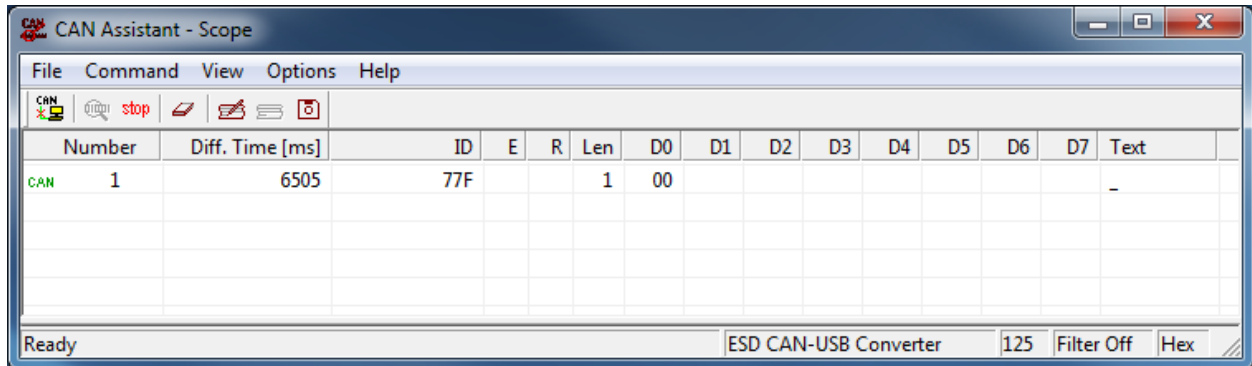 CAN Assistant - Scope
File Command View Options Help
CAN stop
Number Diff. Time [ms] ID E R Len D0 D1 D2 D3 D4 D5 D6 D7 Text
CAN 1 6505 77F 1 00 _
Ready ESD CAN-USB Converter 125 Filter Off Hex